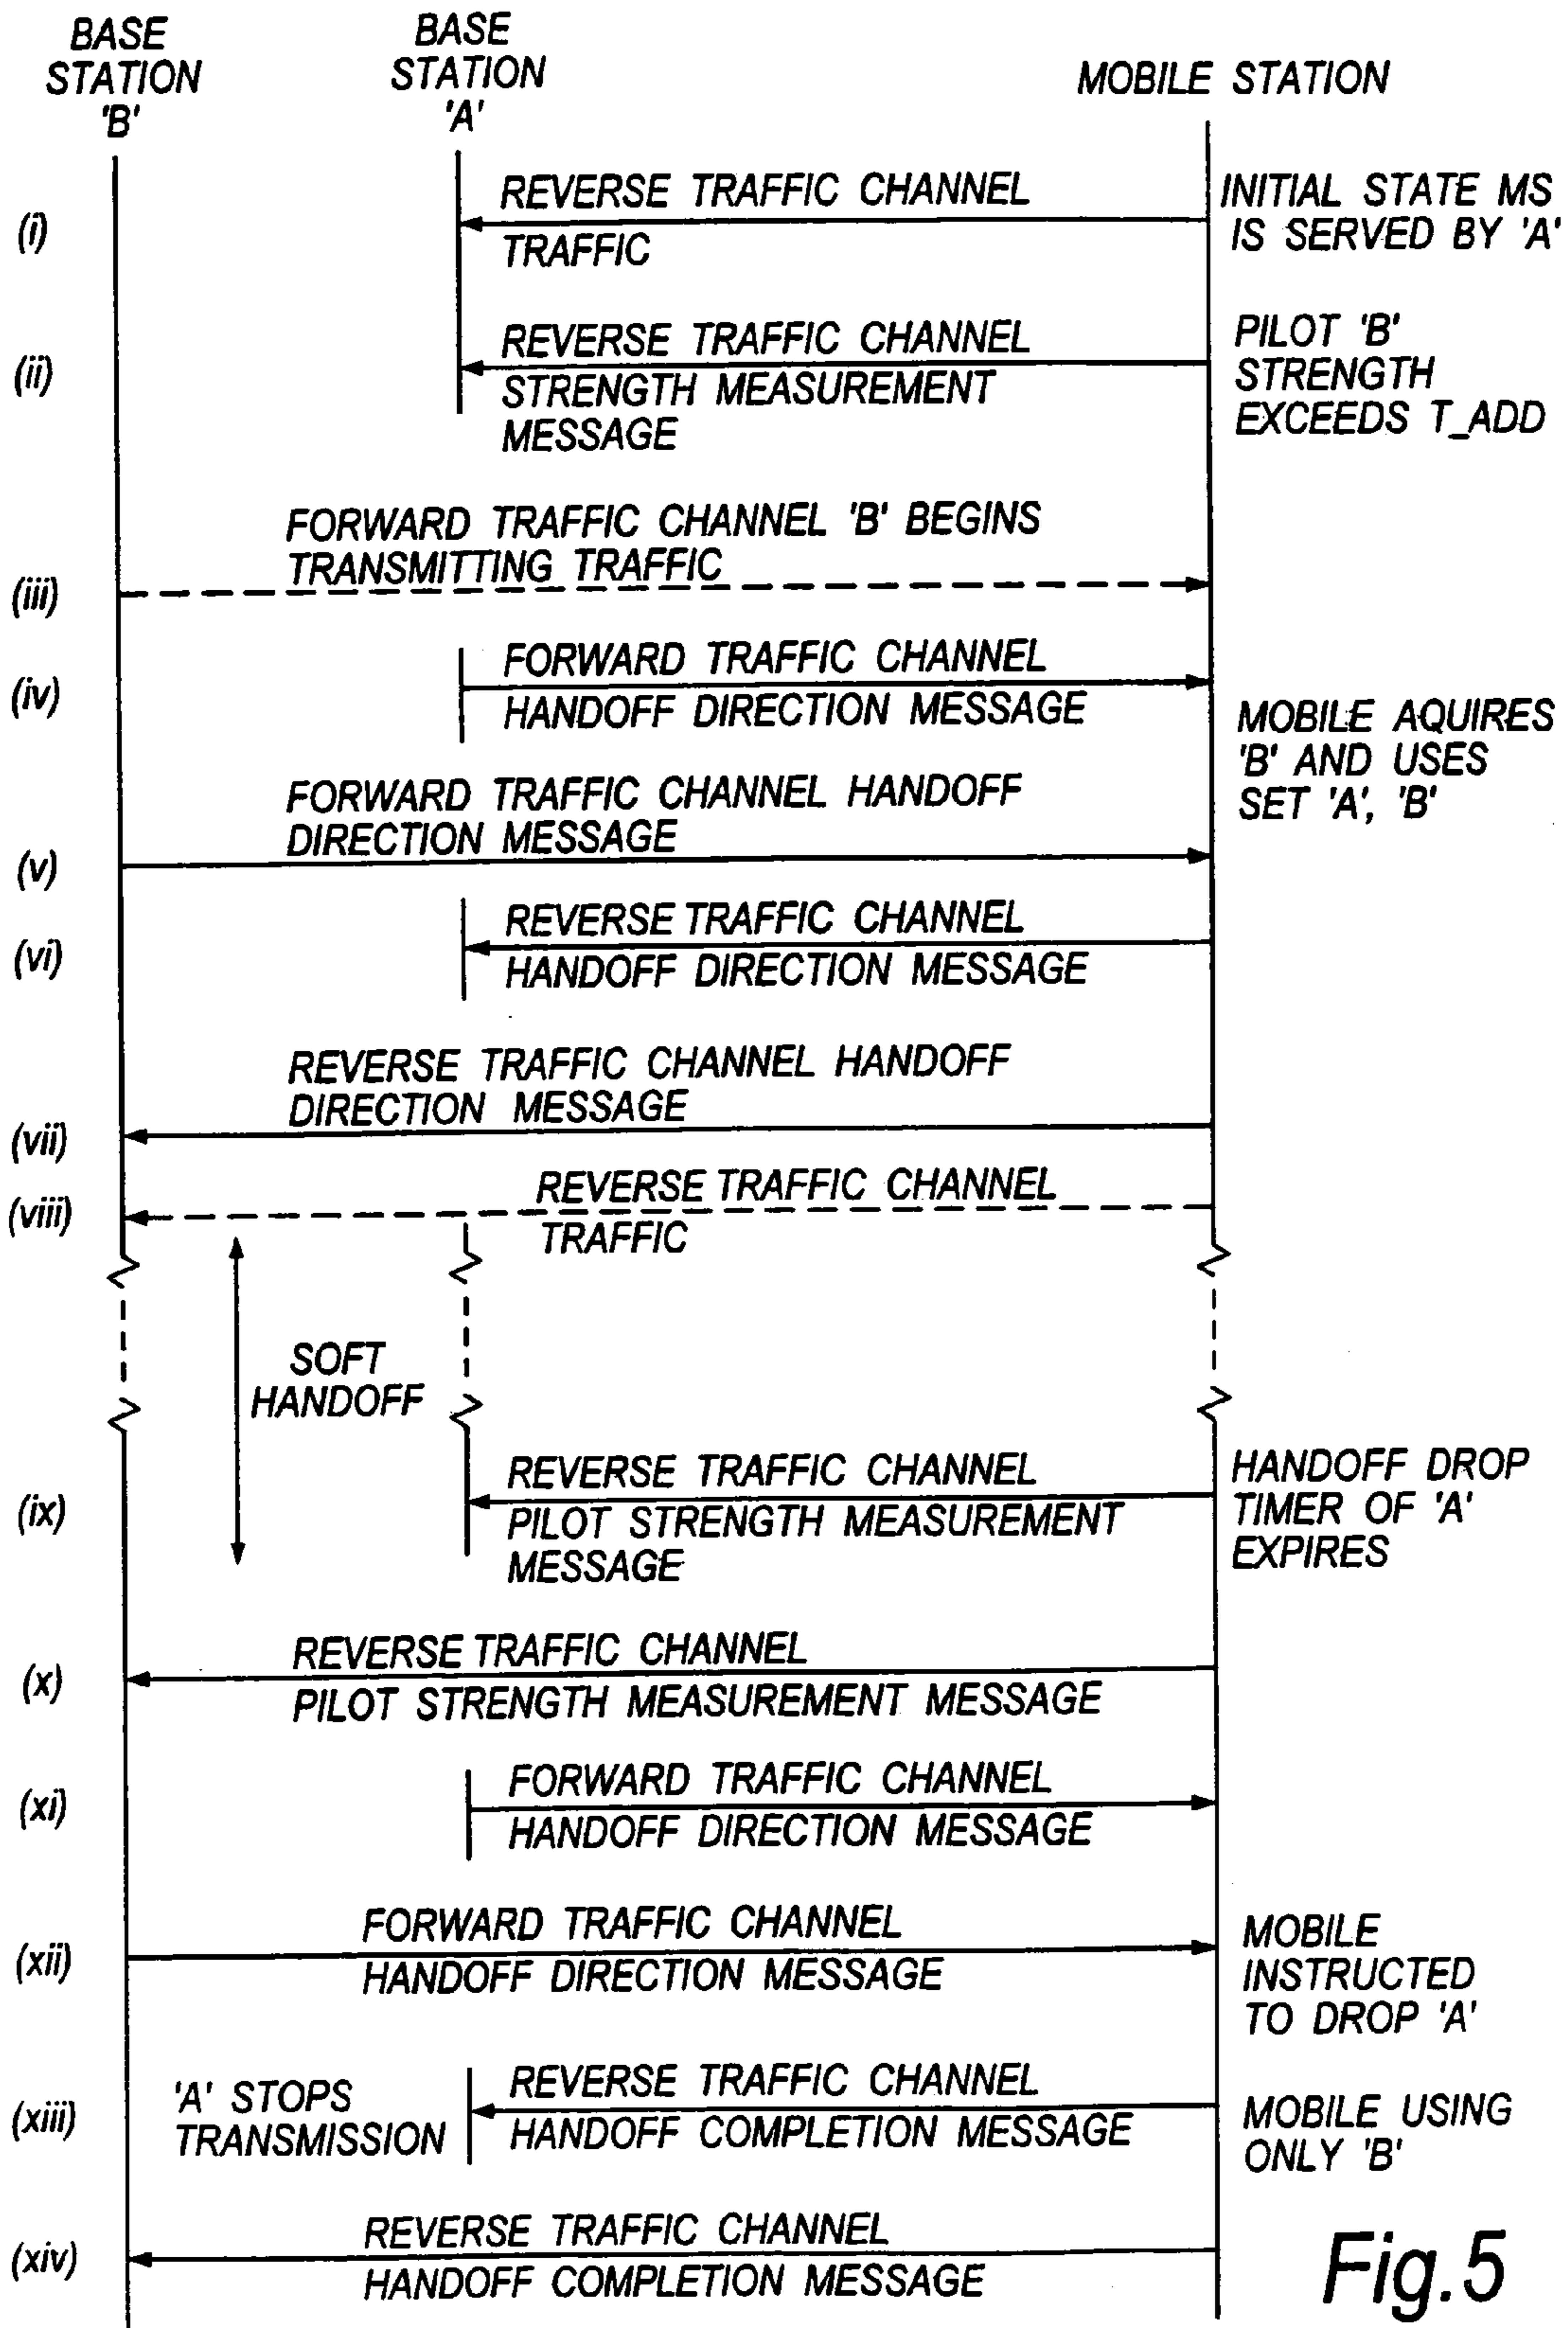 BASE
STATION
'B'
BASE
STATION
'A'
MOBILE STATION
(i)
REVERSE TRAFFIC CHANNEL
TRAFFIC
INITIAL STATE MS
IS SERVED BY 'A'
(ii)
REVERSE TRAFFIC CHANNEL
STRENGTH MEASUREMENT
MESSAGE
PILOT 'B'
STRENGTH
EXCEEDS T_ADD
(iii)
FORWARD TRAFFIC CHANNEL 'B' BEGINS
TRANSMITTING TRAFFIC
(iv)
FORWARD TRAFFIC CHANNEL
HANDOFF DIRECTION MESSAGE
MOBILE AQUIRES
'B' AND USES
SET 'A', 'B'
(v)
FORWARD TRAFFIC CHANNEL HANDOFF
DIRECTION MESSAGE
(vi)
REVERSE TRAFFIC CHANNEL
HANDOFF DIRECTION MESSAGE
(vii)
REVERSE TRAFFIC CHANNEL HANDOFF
DIRECTION MESSAGE
(viii)
REVERSE TRAFFIC CHANNEL
TRAFFIC
SOFT
HANDOFF
(ix)
REVERSE TRAFFIC CHANNEL
PILOT STRENGTH MEASUREMENT
MESSAGE
HANDOFF DROP
TIMER OF 'A'
EXPIRES
(x)
REVERSE TRAFFIC CHANNEL
PILOT STRENGTH MEASUREMENT MESSAGE
(xi)
FORWARD TRAFFIC CHANNEL
HANDOFF DIRECTION MESSAGE
(xii)
FORWARD TRAFFIC CHANNEL
HANDOFF DIRECTION MESSAGE
MOBILE
INSTRUCTED
TO DROP 'A'
(xiii)
'A' STOPS
TRANSMISSION
REVERSE TRAFFIC CHANNEL
HANDOFF COMPLETION MESSAGE
MOBILE USING
ONLY 'B'
(xiv)
REVERSE TRAFFIC CHANNEL
HANDOFF COMPLETION MESSAGE
Fig.5